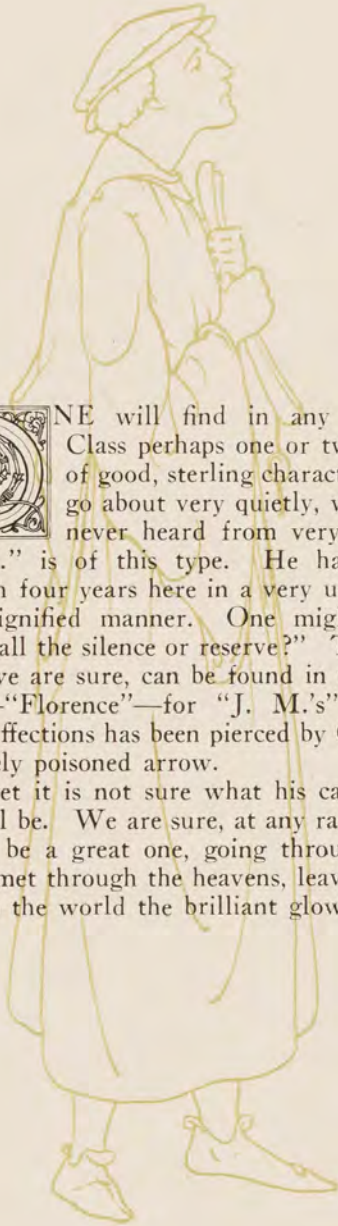 ONE will find in any
Class perhaps one or tw
of good, sterling charact
go about very quietly, w
never heard from very
.” is of this type. He ha
n four years here in a very u
ignified manner. One mig
all the silence or reserve?” T
ve are sure, can be found in
-“Florence”—for “J. M.’s”
ffections has been pierced by
ely poisoned arrow.
et it is not sure what his ca
l be. We are sure, at any ra
be a great one, going throu
met through the heavens, leav
the world the brilliant glow